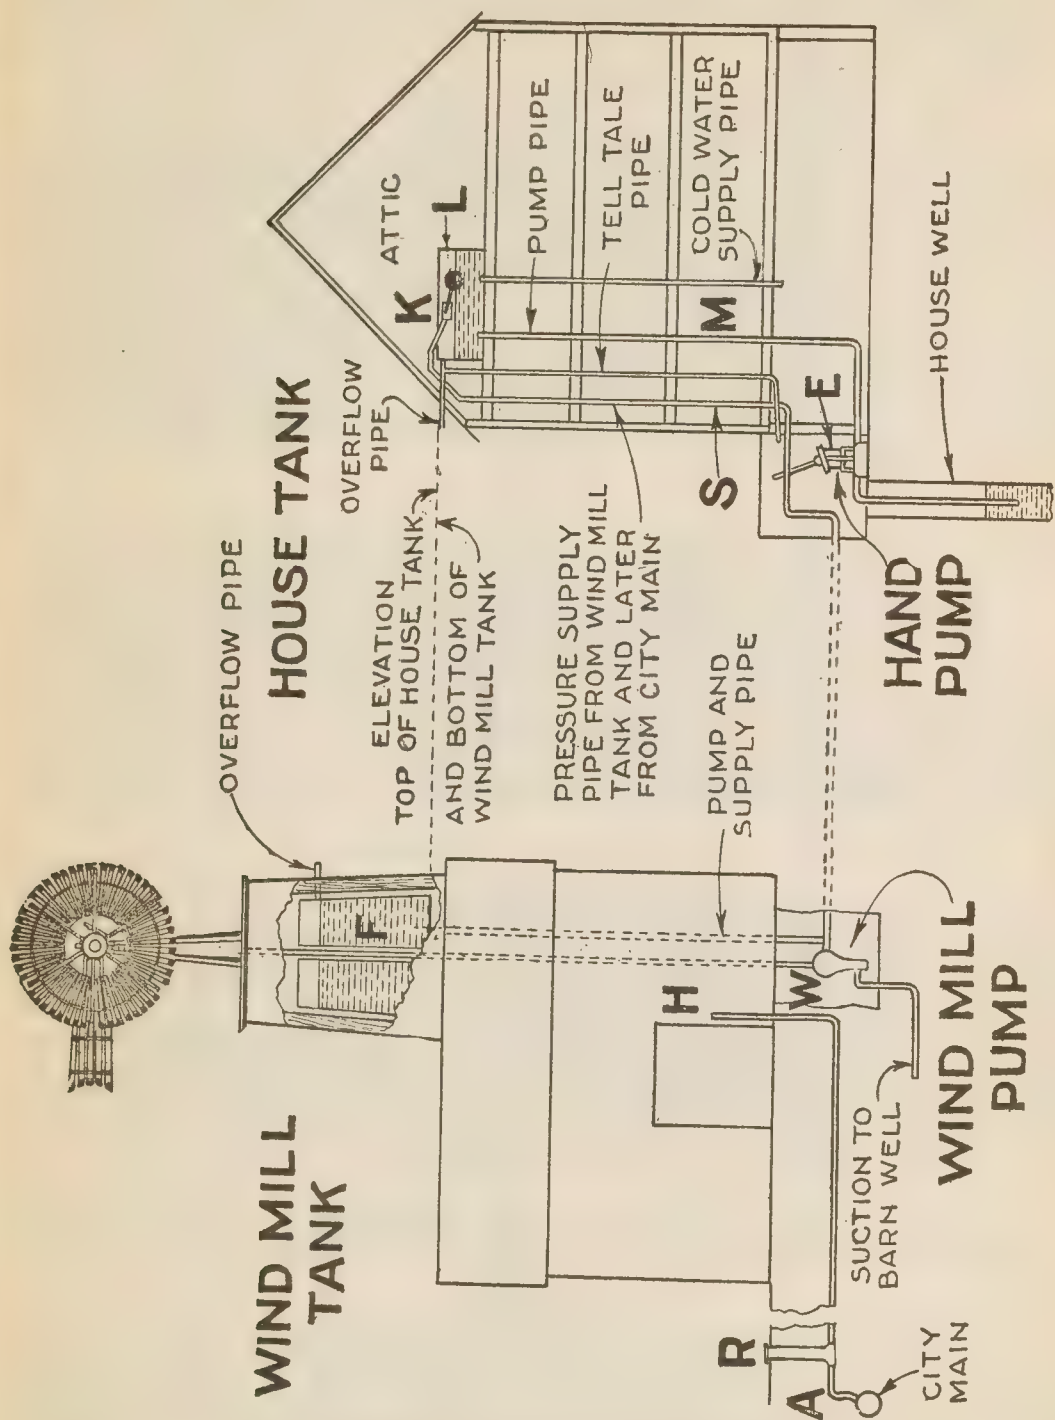 WIND MILL
TANK
OVERFLOW PIPE
HOUSE TANK
F
ELEVATION
TOP OF HOUSE TANK
AND BOTTOM OF
WIND MILL TANK
OVERFLOW
PIPE
K
ATTIC
L
PUMP PIPE
TELL TALE
PIPE
COLD WATER
SUPPLY PIPE
M
S
PRESSURE SUPPLY
PIPE FROM WIND MILL
TANK AND LATER
FROM CITY MAIN
PUMP AND
SUPPLY PIPE
H
W
E
HAND
PUMP
HOUSE WELL
R
A
CITY
MAIN
SUCTION TO
BARN WELL
WIND MILL
PUMP